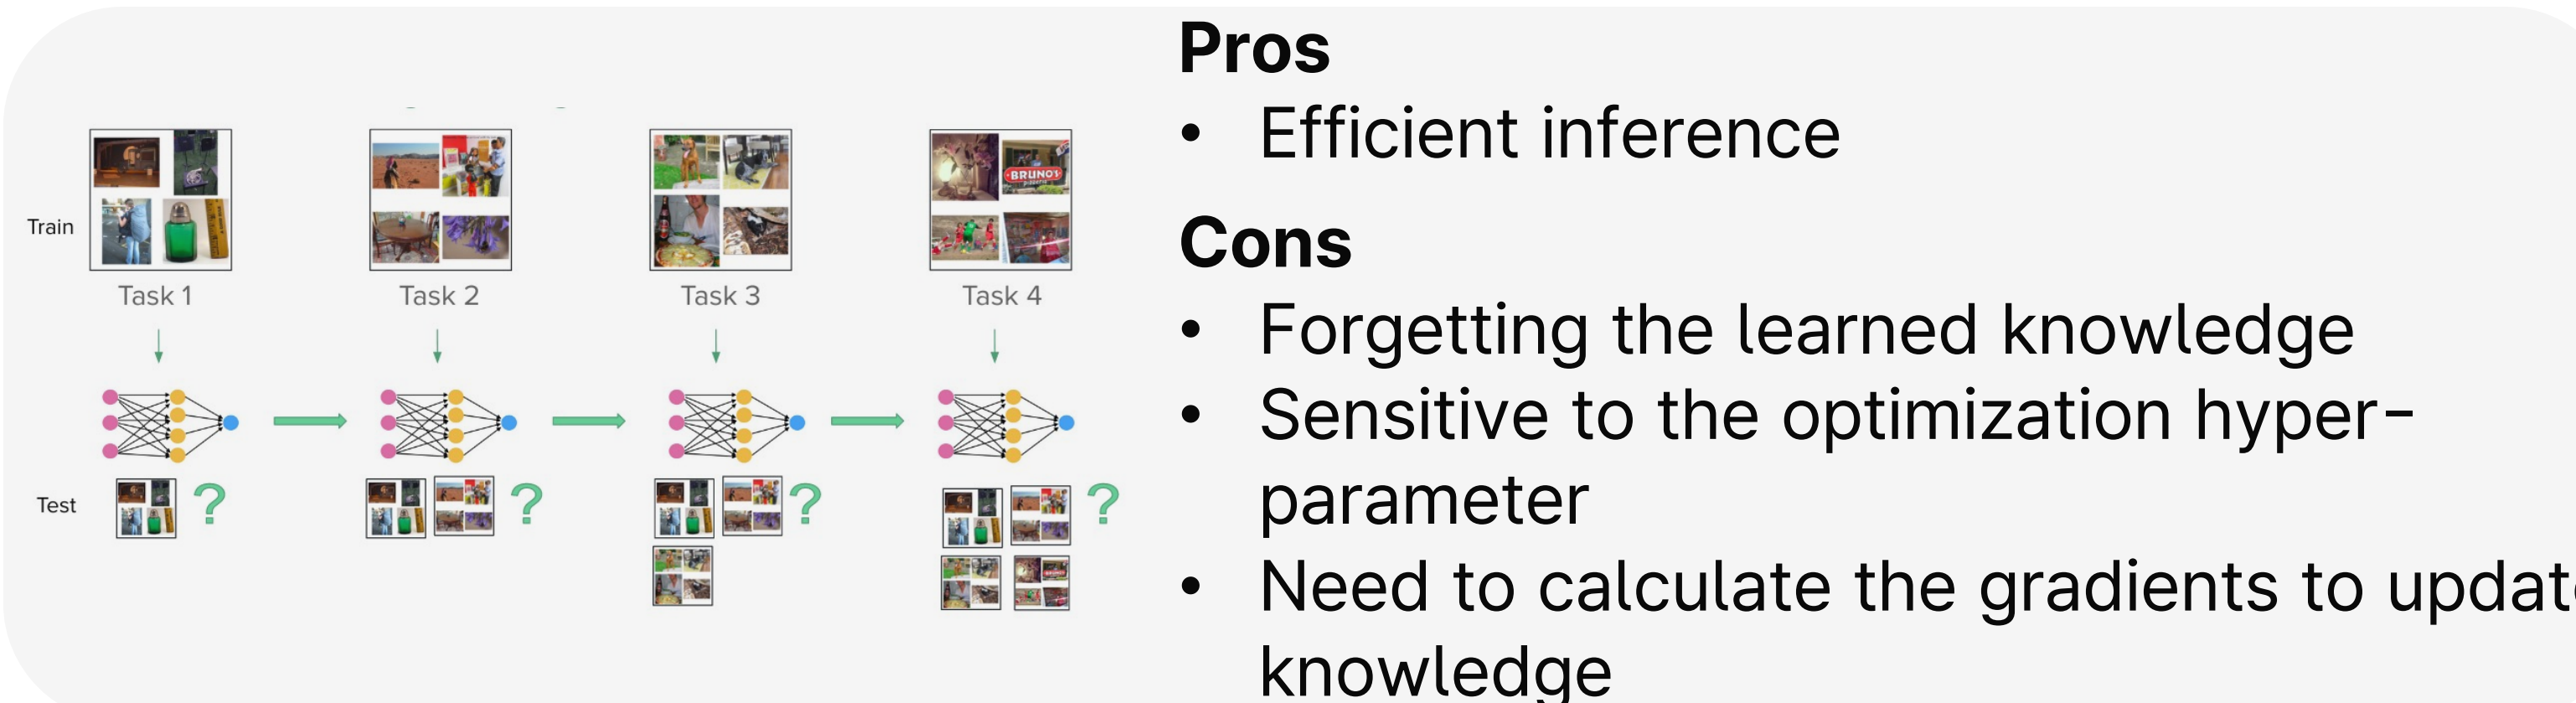 Pros
• Efficient inference
Cons
• Forgetting the learned knowledge
• Sensitive to the optimization hyper-
parameter
• Need to calculate the gradients to update
knowledge
Train
Task 1
Task 2
Task 3
Task 4
BRUNO'S
Test
?
?
?
?